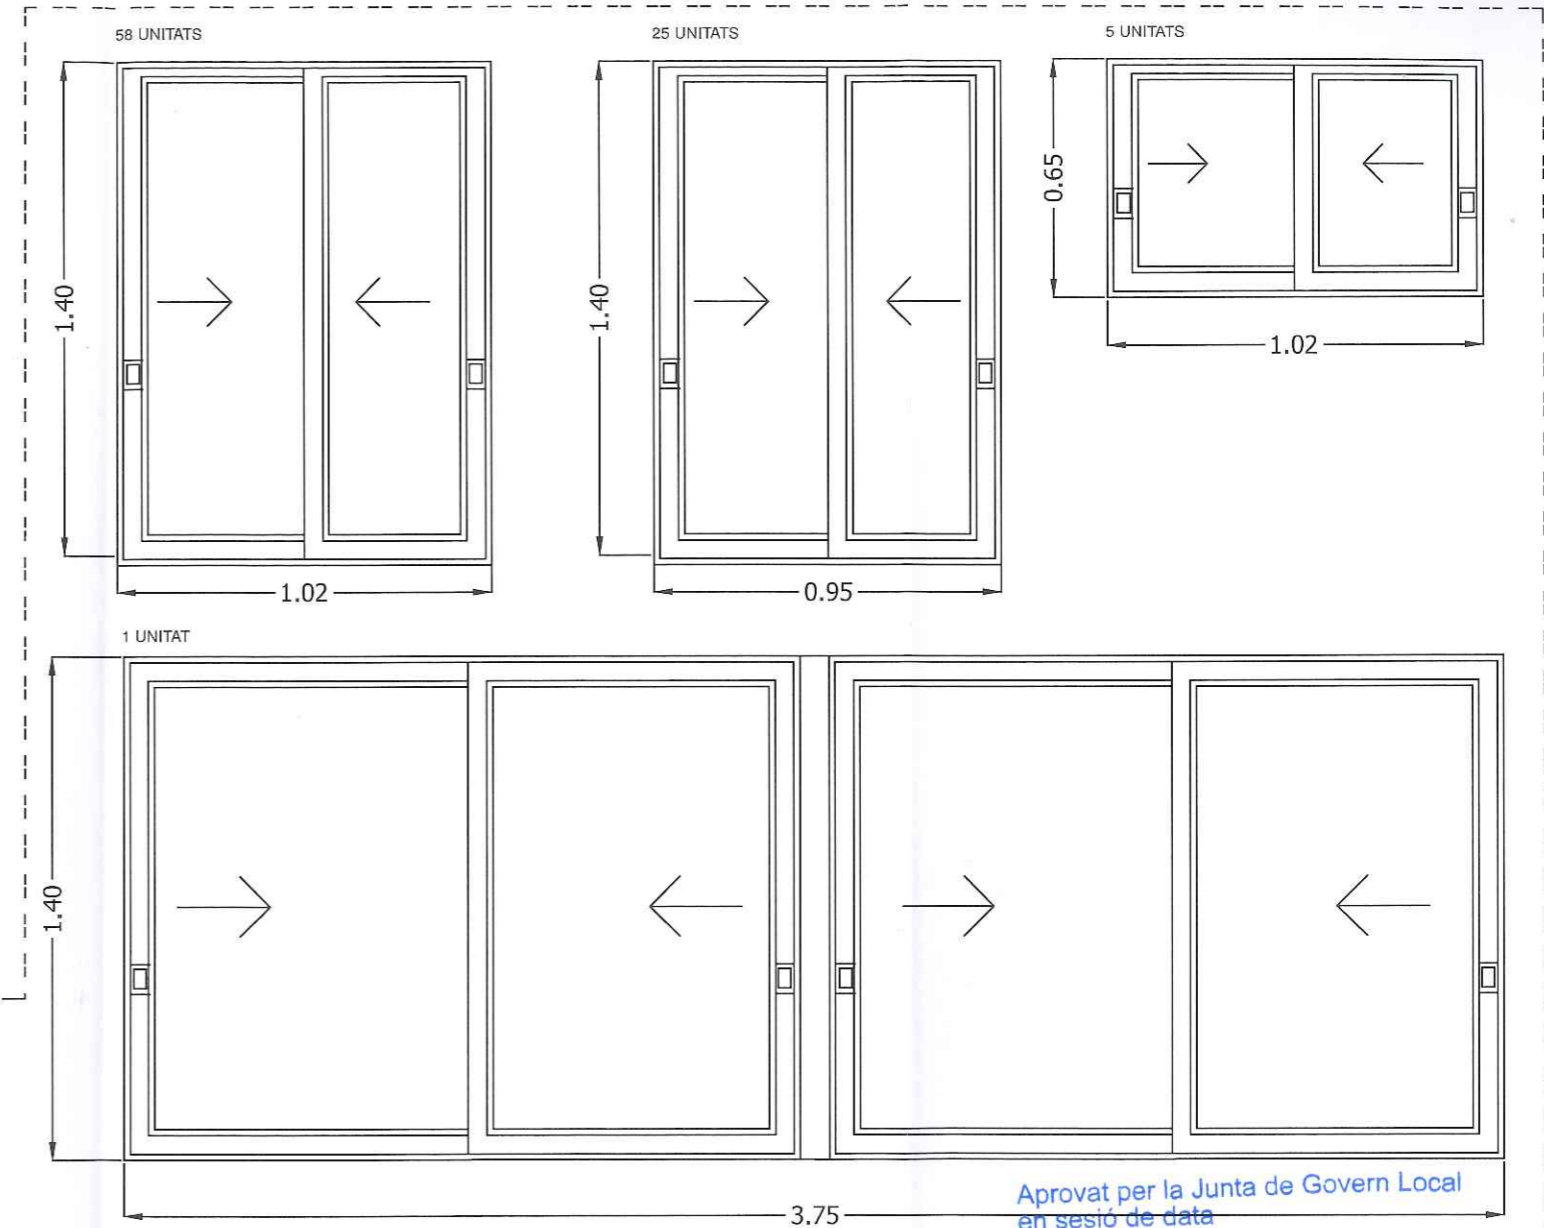 58 UNITATS
25 UNITATS
5 UNITATS
1.40
1.02
1.40
0.95
0.65
1.02
1 UNITAT
1.40
3.75
Aprovat per la Junta de Govern Local
en sesió de data